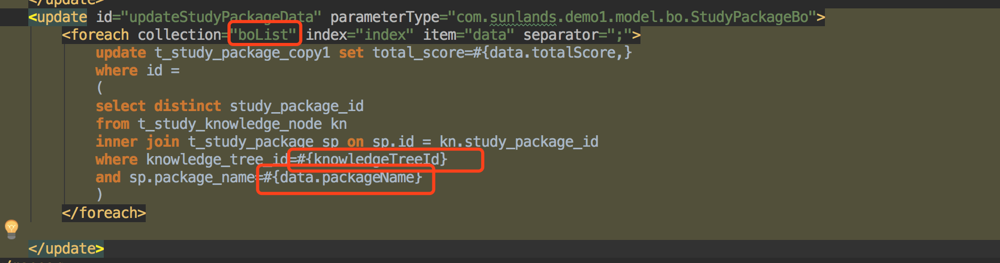 </update>
<update id="updateStudyPackageData" parameterType="com.sunlands.demo1.model.bo.StudyPackageBo">
<foreach collection="boList" index="index" item="data" separator=";">
update t_study_package_copy1 set total_score=#{data.totalScore,}
where id =
(
select distinct study_package_id
from t_study_knowledge_node kn
inner join t_study_package sp on sp.id = kn.study_package_id
where knowledge_tree_id=#{knowledgeTreeId}
and sp.package_name=#{data.packageName}
)
</foreach>
</update>